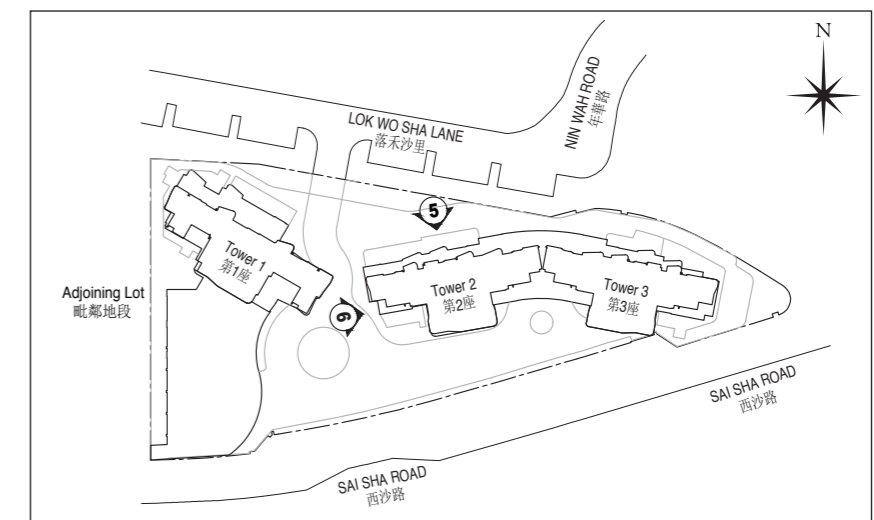 N
NIN WAH ROAD
年華路
LOK WO SHA LANE
落禾沙里
5
Tower 1
第1座
Tower 2
第2座
Tower 3
第3座
Adjoining Lot
毗鄰地段
6
SAI SHA ROAD
西沙路
SAI SHA ROAD
西沙路